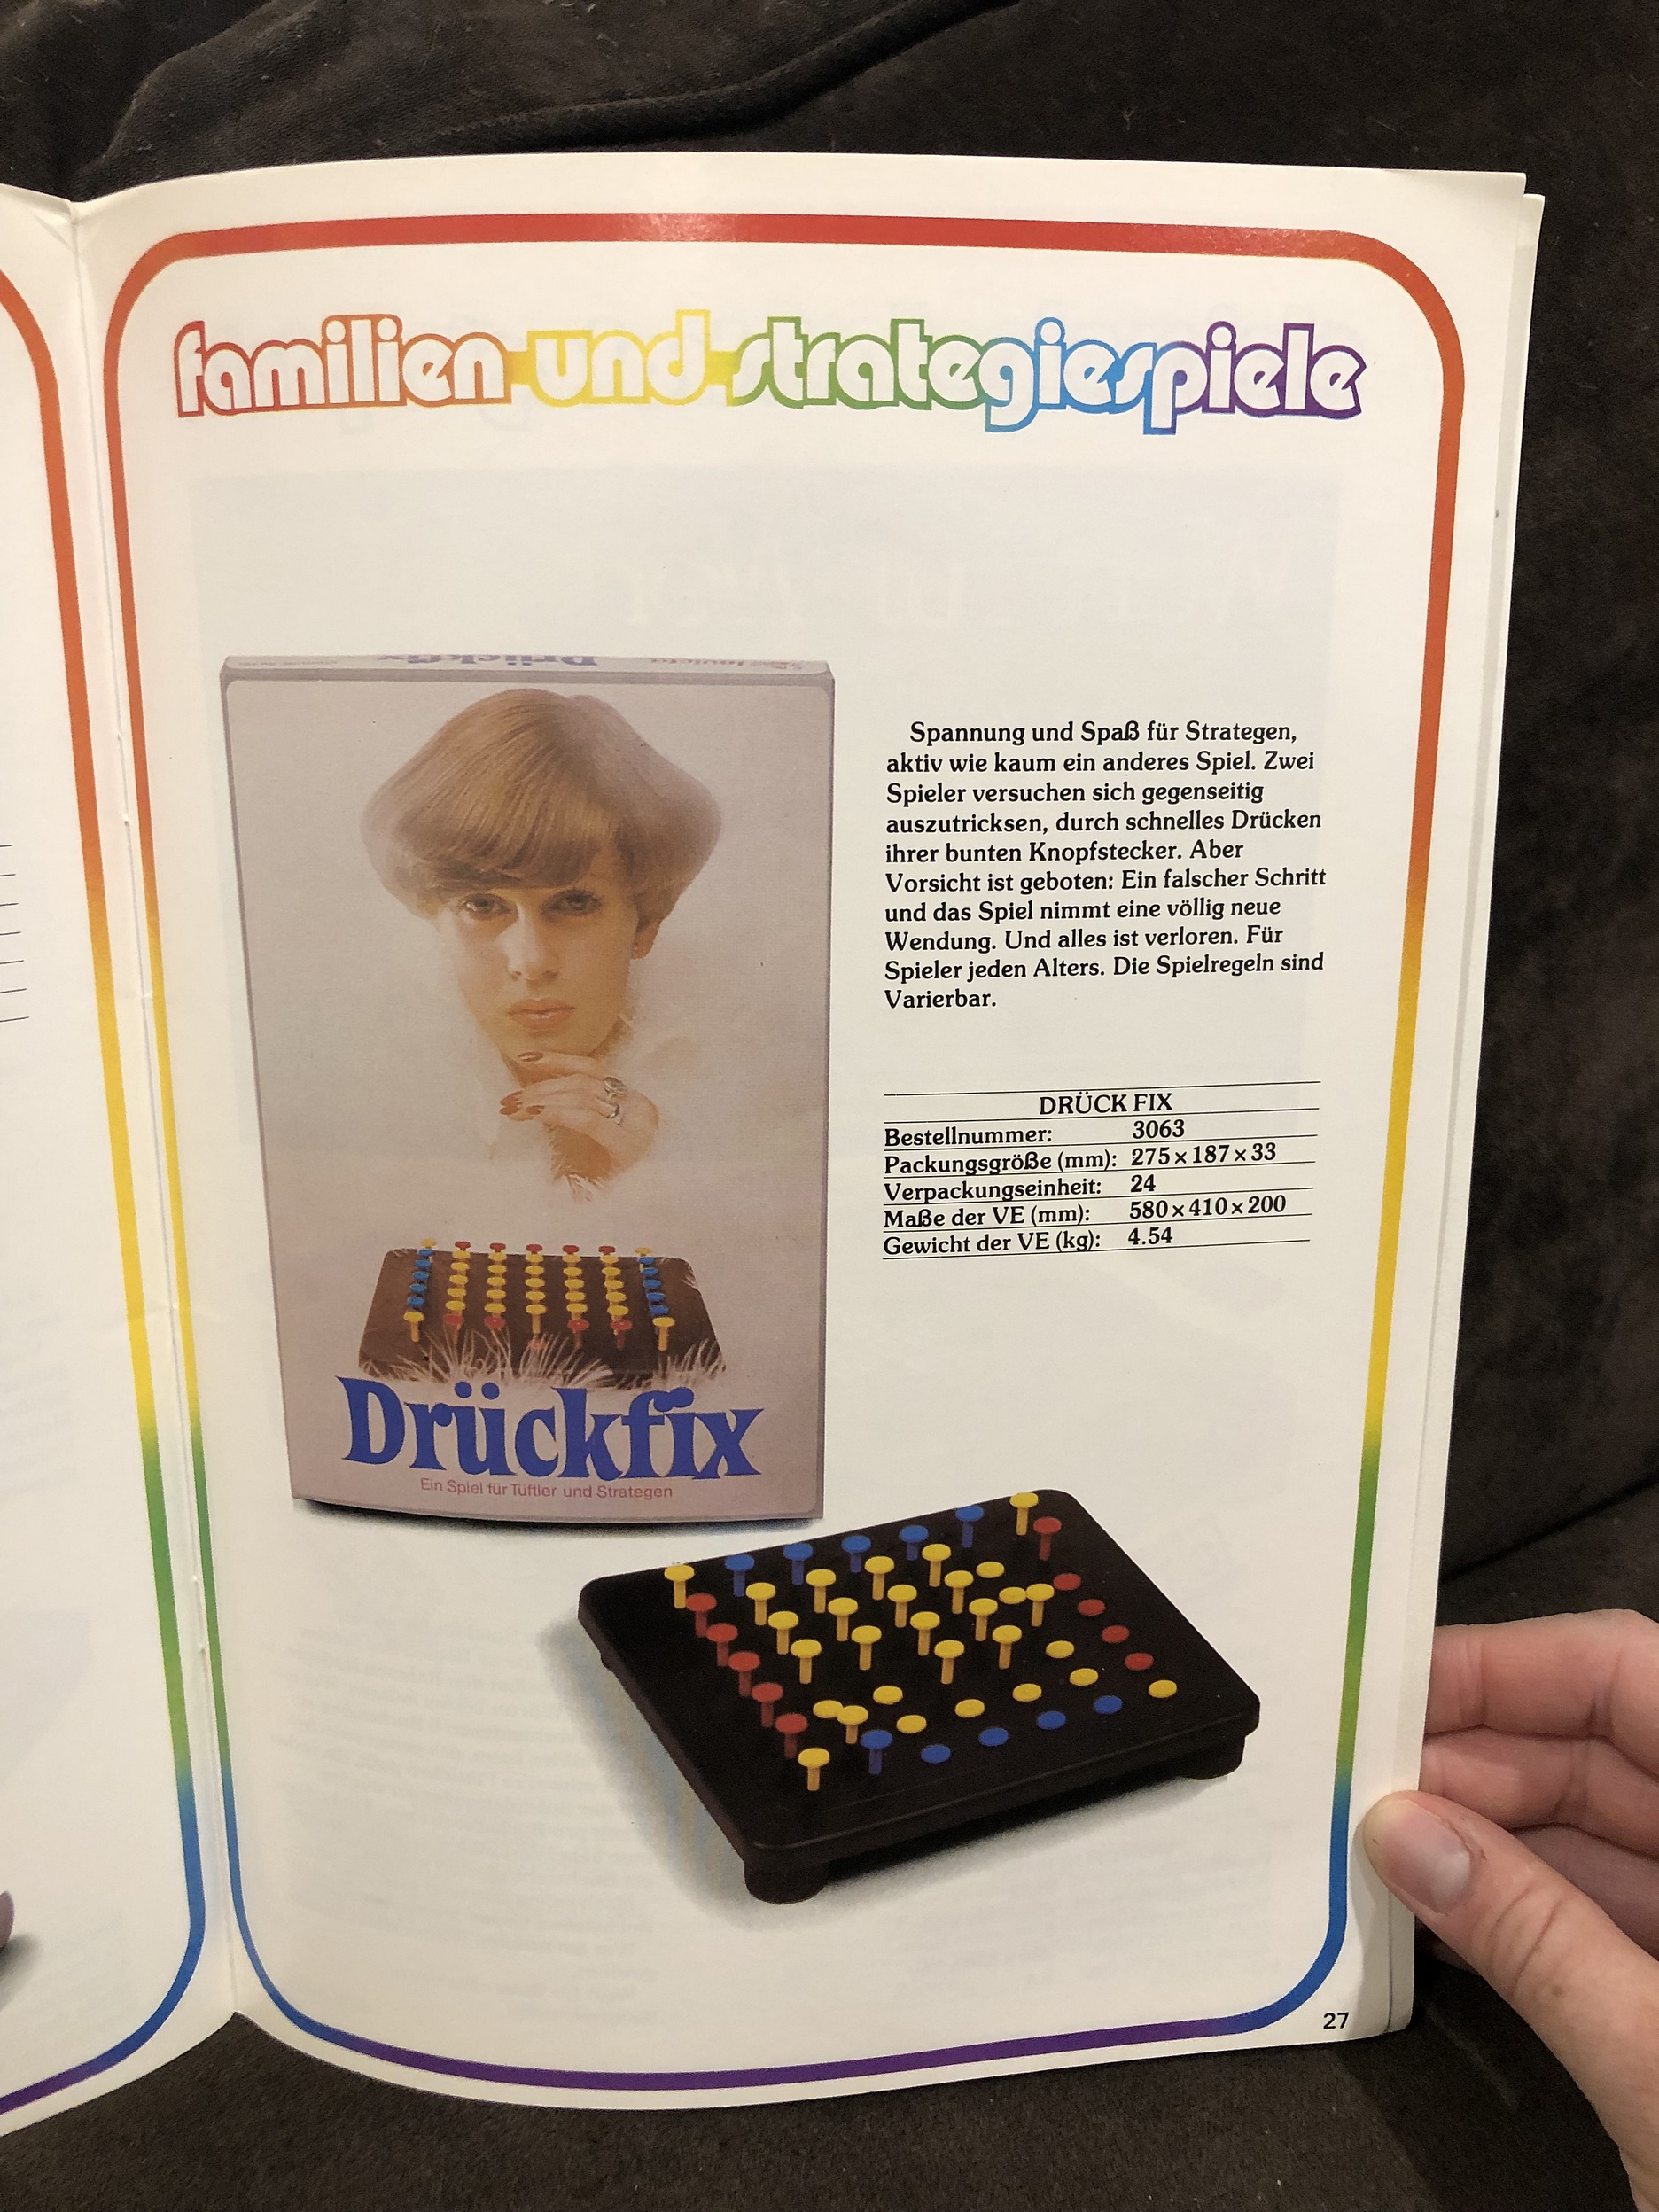 familien und strategiespiele
Drückfix
Invicta
Spannung und Spaß für Strategen,
aktiv wie kaum ein anderes Spiel. Zwei
Spieler versuchen sich gegenseitig
auszutricksen, durch schnelles Drücken
ihrer bunten Knopfstecker. Aber
Vorsicht ist geboten: Ein falscher Schritt
und das Spiel nimmt eine völlig neue
Wendung. Und alles ist verloren. Für
Spieler jeden Alters. Die Spielregeln sind
Varierbar.
DRÜCK FIX
Bestellnummer: 3063
Packungsgröße (mm): 275 x 187 x 33
Verpackungseinheit: 24
Maße der VE (mm): 580 x 410 x 200
Gewicht der VE (kg): 4.54
Drückfix
Ein Spiel für Tüftler und Strategen
27